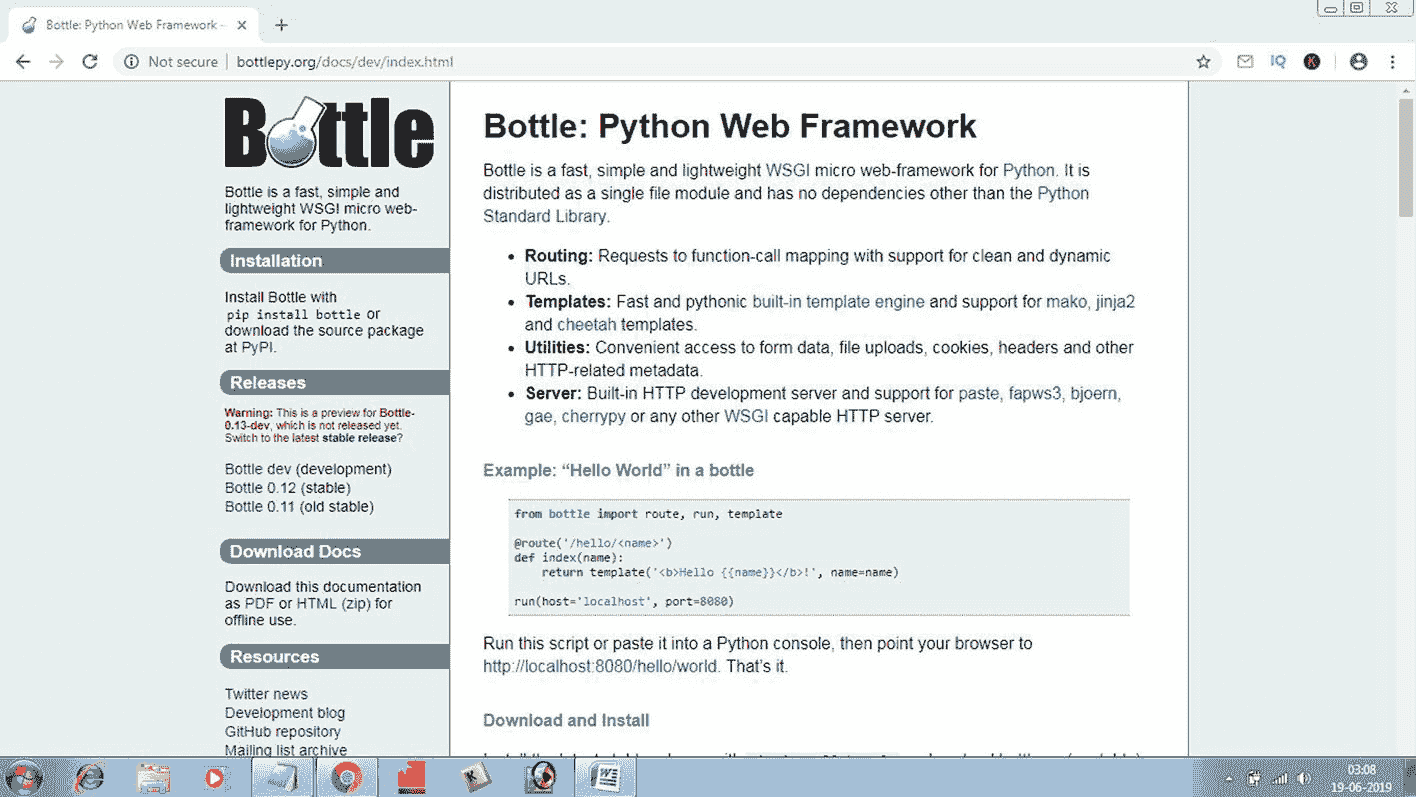 Bottle: Python Web Framework -
Not secure | bottlepy.org/docs/dev/index.html
IQ
K
Bottle
Bottle is a fast, simple and
lightweight WSGI micro web-
framework for Python.
Installation
Install Bottle with
pip install bottle or
download the source package
at PyPI.
Releases
Warning: This is a preview for Bottle-
0.13-dev, which is not released yet.
Switch to the latest stable release?
Bottle dev (development)
Bottle 0.12 (stable)
Bottle 0.11 (old stable)
Download Docs
Download this documentation
as PDF or HTML (zip) for
offline use.
Resources
Twitter news
Development blog
GitHub repository
Mailing list archive
Bottle: Python Web Framework
Bottle is a fast, simple and lightweight WSGI micro web-framework for Python. It is
distributed as a single file module and has no dependencies other than the Python
Standard Library.
• Routing: Requests to function-call mapping with support for clean and dynamic
URLs.
• Templates: Fast and pythonic built-in template engine and support for mako, jinja2
and cheetah templates.
• Utilities: Convenient access to form data, file uploads, cookies, headers and other
HTTP-related metadata.
• Server: Built-in HTTP development server and support for paste, fapws3, bjoern,
gae, cherrypy or any other WSGI capable HTTP server.
Example: “Hello World” in a bottle
from bottle import route, run, template
@route('/hello/<name>')
def index(name):
    return template('<b>Hello {{name}}</b>!', name=name)
run(host='localhost', port=8080)
Run this script or paste it into a Python console, then point your browser to
http://localhost:8080/hello/world. That’s it.
Download and Install
03:08
19-06-2019